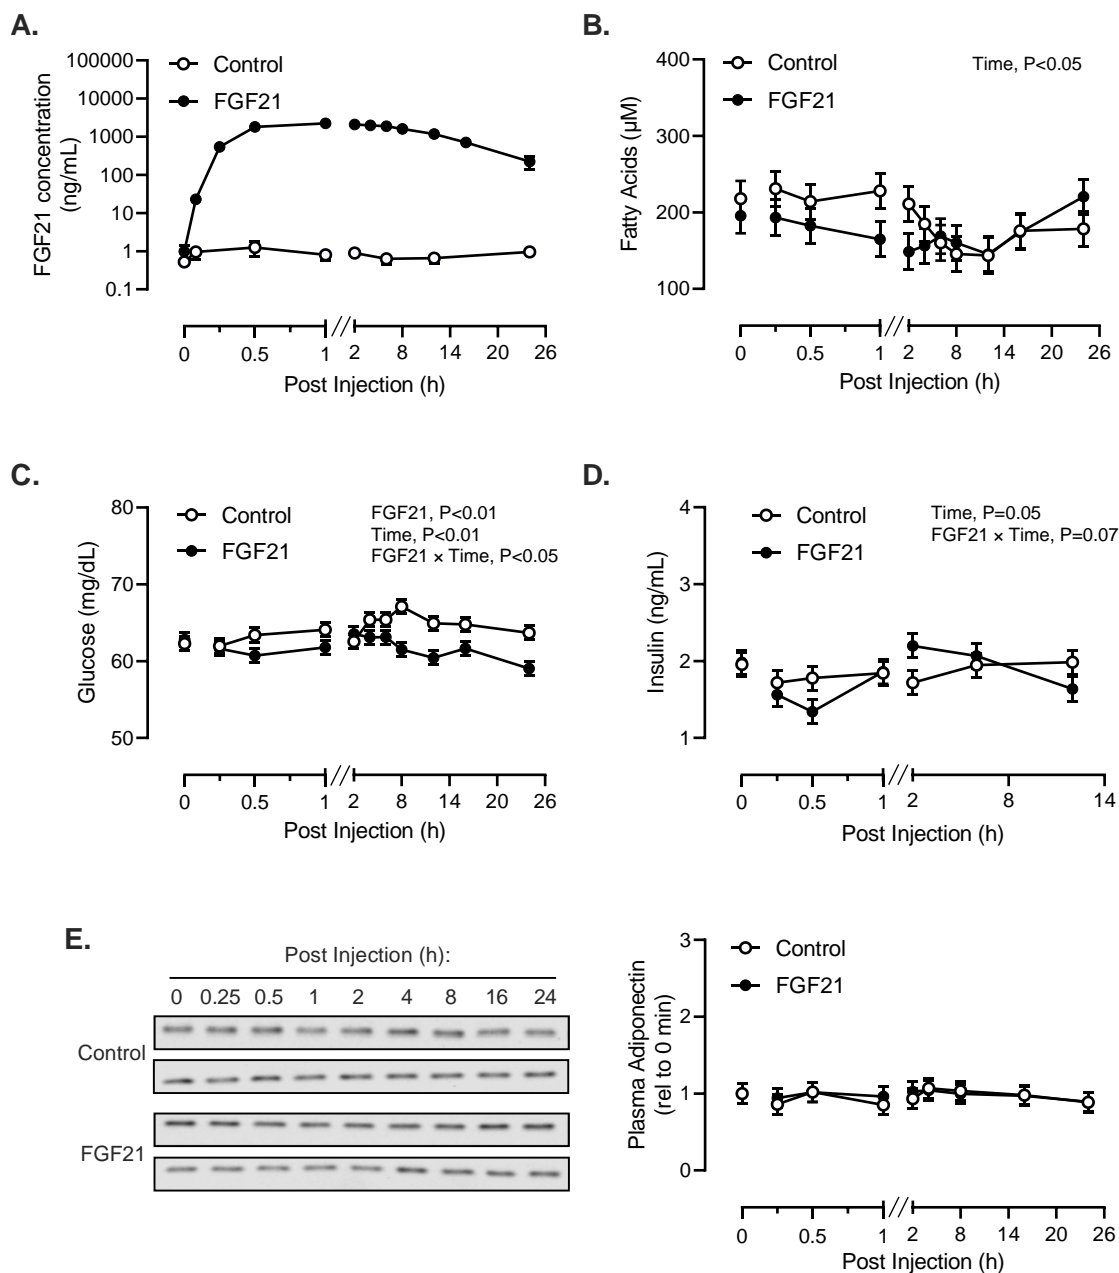 A.
100000
10000
1000
100
10
1
0.1
FGF21 concentration
(ng/mL)
Control
FGF21
0
0.5
1
//
2
8
14
20
26
Post Injection (h)
B.
400
300
200
100
Fatty Acids (µM)
Control
FGF21
Time, P<0.05
0
0.5
1
//
2
8
14
20
26
Post Injection (h)
C.
80
70
60
50
Glucose (mg/dL)
Control
FGF21
FGF21, P<0.01
Time, P<0.01
FGF21 × Time, P<0.05
0
0.5
1
//
2
8
14
20
26
Post Injection (h)
D.
4
3
2
1
Insulin (ng/mL)
Control
FGF21
Time, P=0.05
FGF21 × Time, P=0.07
0
0.5
1
//
2
8
14
Post Injection (h)
E.
Post Injection (h):
0 0.25 0.5 1 2 4 8 16 24
Control
FGF21
3
2
1
0
Plasma Adiponectin
(rel to 0 min)
Control
FGF21
0
0.5
1
//
2
8
14
20
26
Post Injection (h)